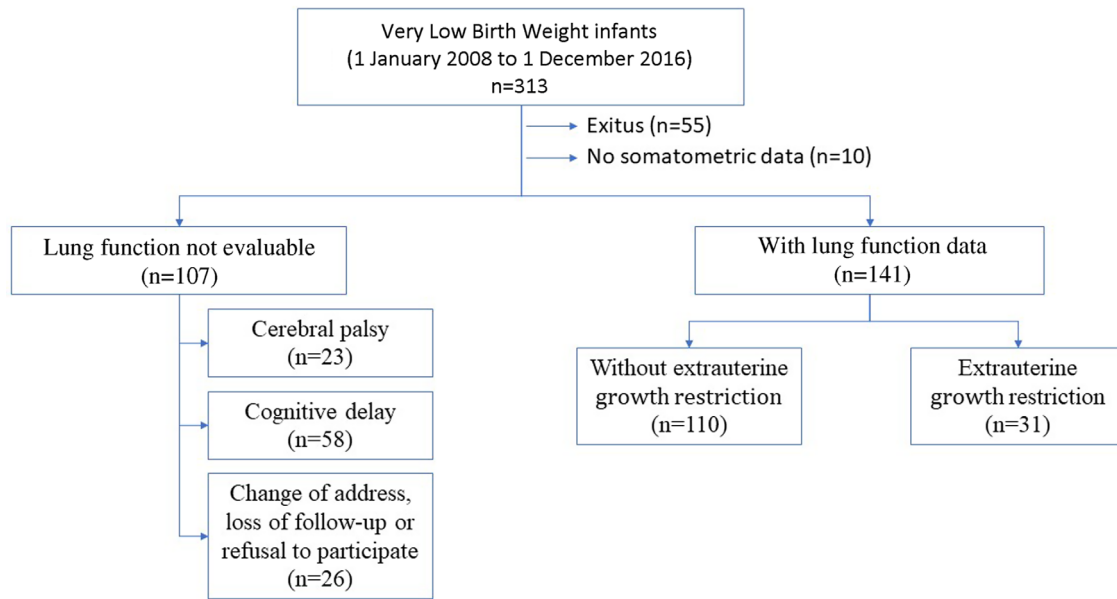 Very Low Birth Weight infants
(1 January 2008 to 1 December 2016)
n=313
Exitus (n=55)
No somatometric data (n=10)
Lung function not evaluable
(n=107)
With lung function data
(n=141)
Cerebral palsy
(n=23)
Cognitive delay
(n=58)
Change of address,
loss of follow-up or
refusal to participate
(n=26)
Without extrauterine
growth restriction
(n=110)
Extrauterine
growth restriction
(n=31)